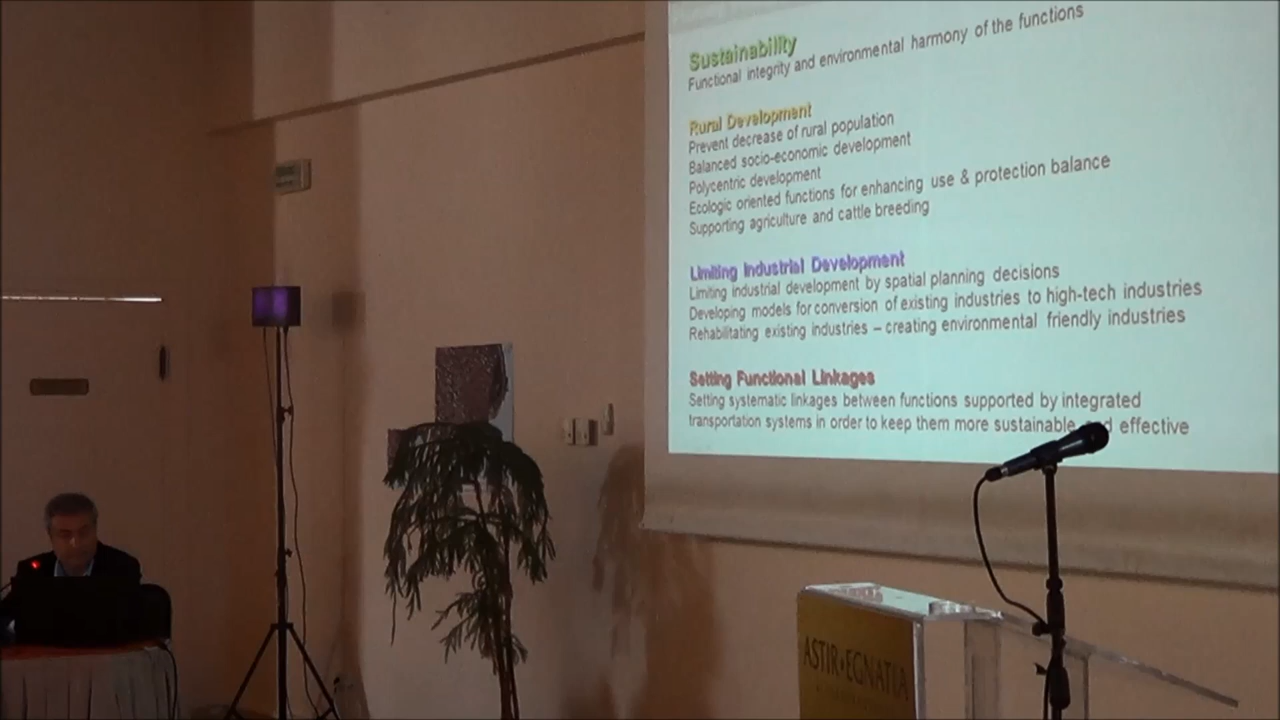 Sustainability
Functional integrity and environmental harmony of the functions
Rural Development
Prevent decrease of rural population
Balanced socio-economic development
Polycentric development
Ecologic oriented functions for enhancing use & protection balance
Supporting agriculture and cattle breeding
Limiting Industrial Development
Limiting industrial development by spatial planning decisions
Developing models for conversion of existing industries to high-tech industries
Rehabilitating existing industries – creating environmental friendly industries
Setting Functional Linkages
Setting systematic linkages between functions supported by integrated
transportation systems in order to keep them more sustainable and effective
ASTIR•EGNATIA